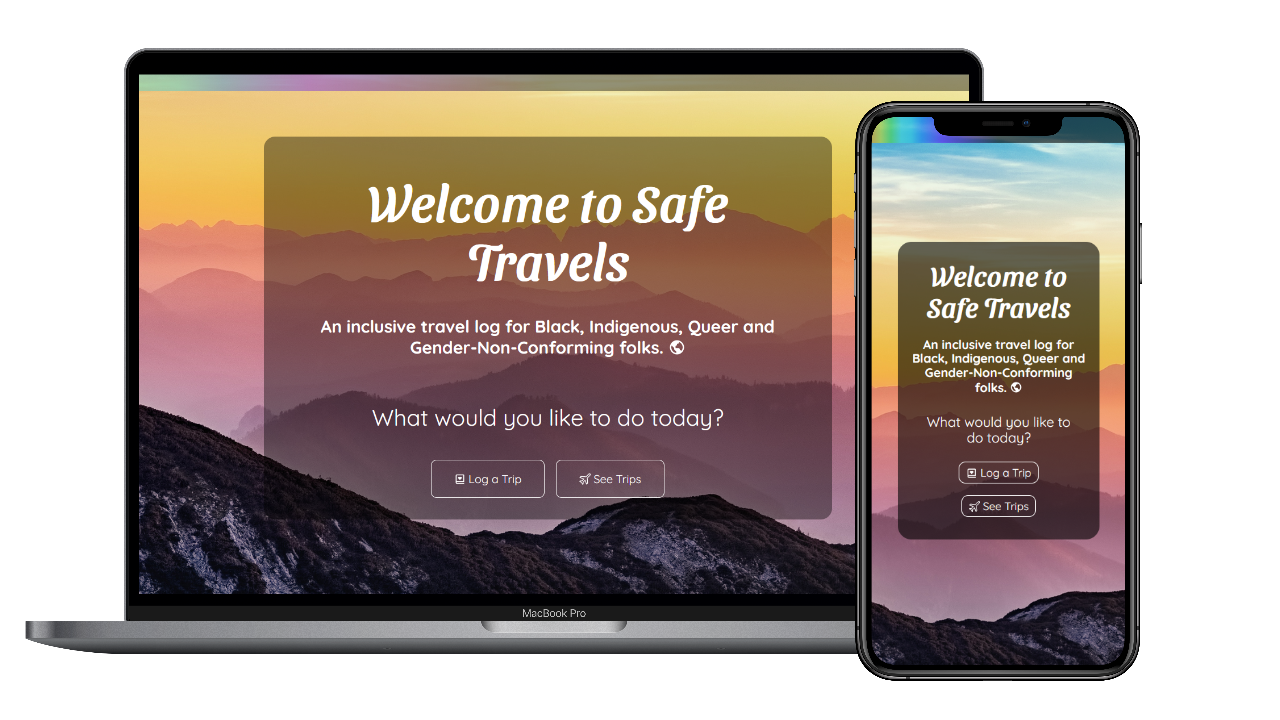 Welcome to Safe
Travels
An inclusive travel log for Black, Indigenous, Queer and
Gender-Non-Conforming folks.
What would you like to do today?
Log a Trip
See Trips
MacBook Pro
Welcome to
Safe Travels
An inclusive travel log for
Black, Indigenous, Queer and
Gender-Non-Conforming
folks.
What would you like to
do today?
Log a Trip
See Trips